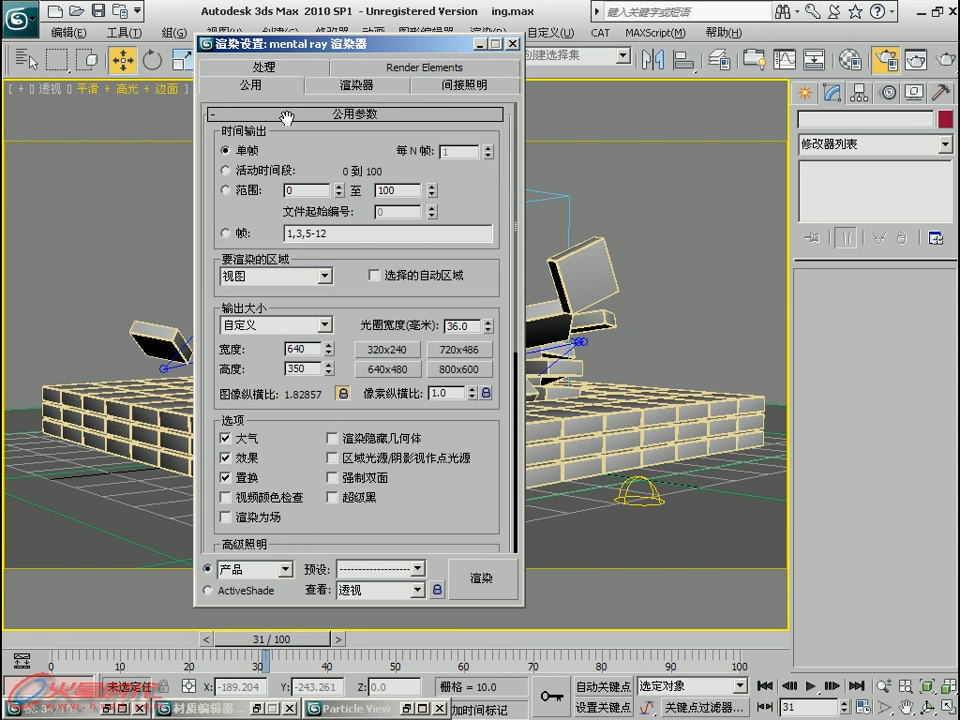 Autodesk 3ds Max 2010 SP1 - Unregistered Version ing.max
键入关键字或短语
编辑(E) 工具(T) 组(G) 自定义(U) CAT MAXScript(M) 帮助(H)
创建选择集
[ + [] 透视 ] 平滑 + 高光 + 边面 ]
渲染设置: mental ray 渲染器
处理 Render Elements
公用 渲染器 间接照明
- 公用参数
时间输出
单帧 每 N 帧: 1
活动时间段: 0 到 100
范围: 0 至 100
文件起始编号: 0
帧: 1,3,5-12
要渲染的区域
视图 选择的自动区域
输出大小
自定义 光圈宽度(毫米): 36.0
宽度: 640 320x240 720x486
高度: 350 640x480 800x600
图像纵横比: 1.82857 像素纵横比: 1.0
选项
大气 渲染隐藏几何体
效果 区域光源/阴影视作点光源
置换 强制双面
视频颜色检查 超级黑
渲染为场
高级照明
产品 预设: --------------------
ActiveShade 查看: 透视
渲染
修改器列表
< 31 / 100 >
0 10 20 30 40 50 60 70 80 90 100
未选定任 X: -189.204 Y: -243.261 Z: 0.0 栅格 = 10.0
自动关键点 选定对象
加时间标记 设置关键点 关键点过滤器... 31
材质编辑器 Particle View